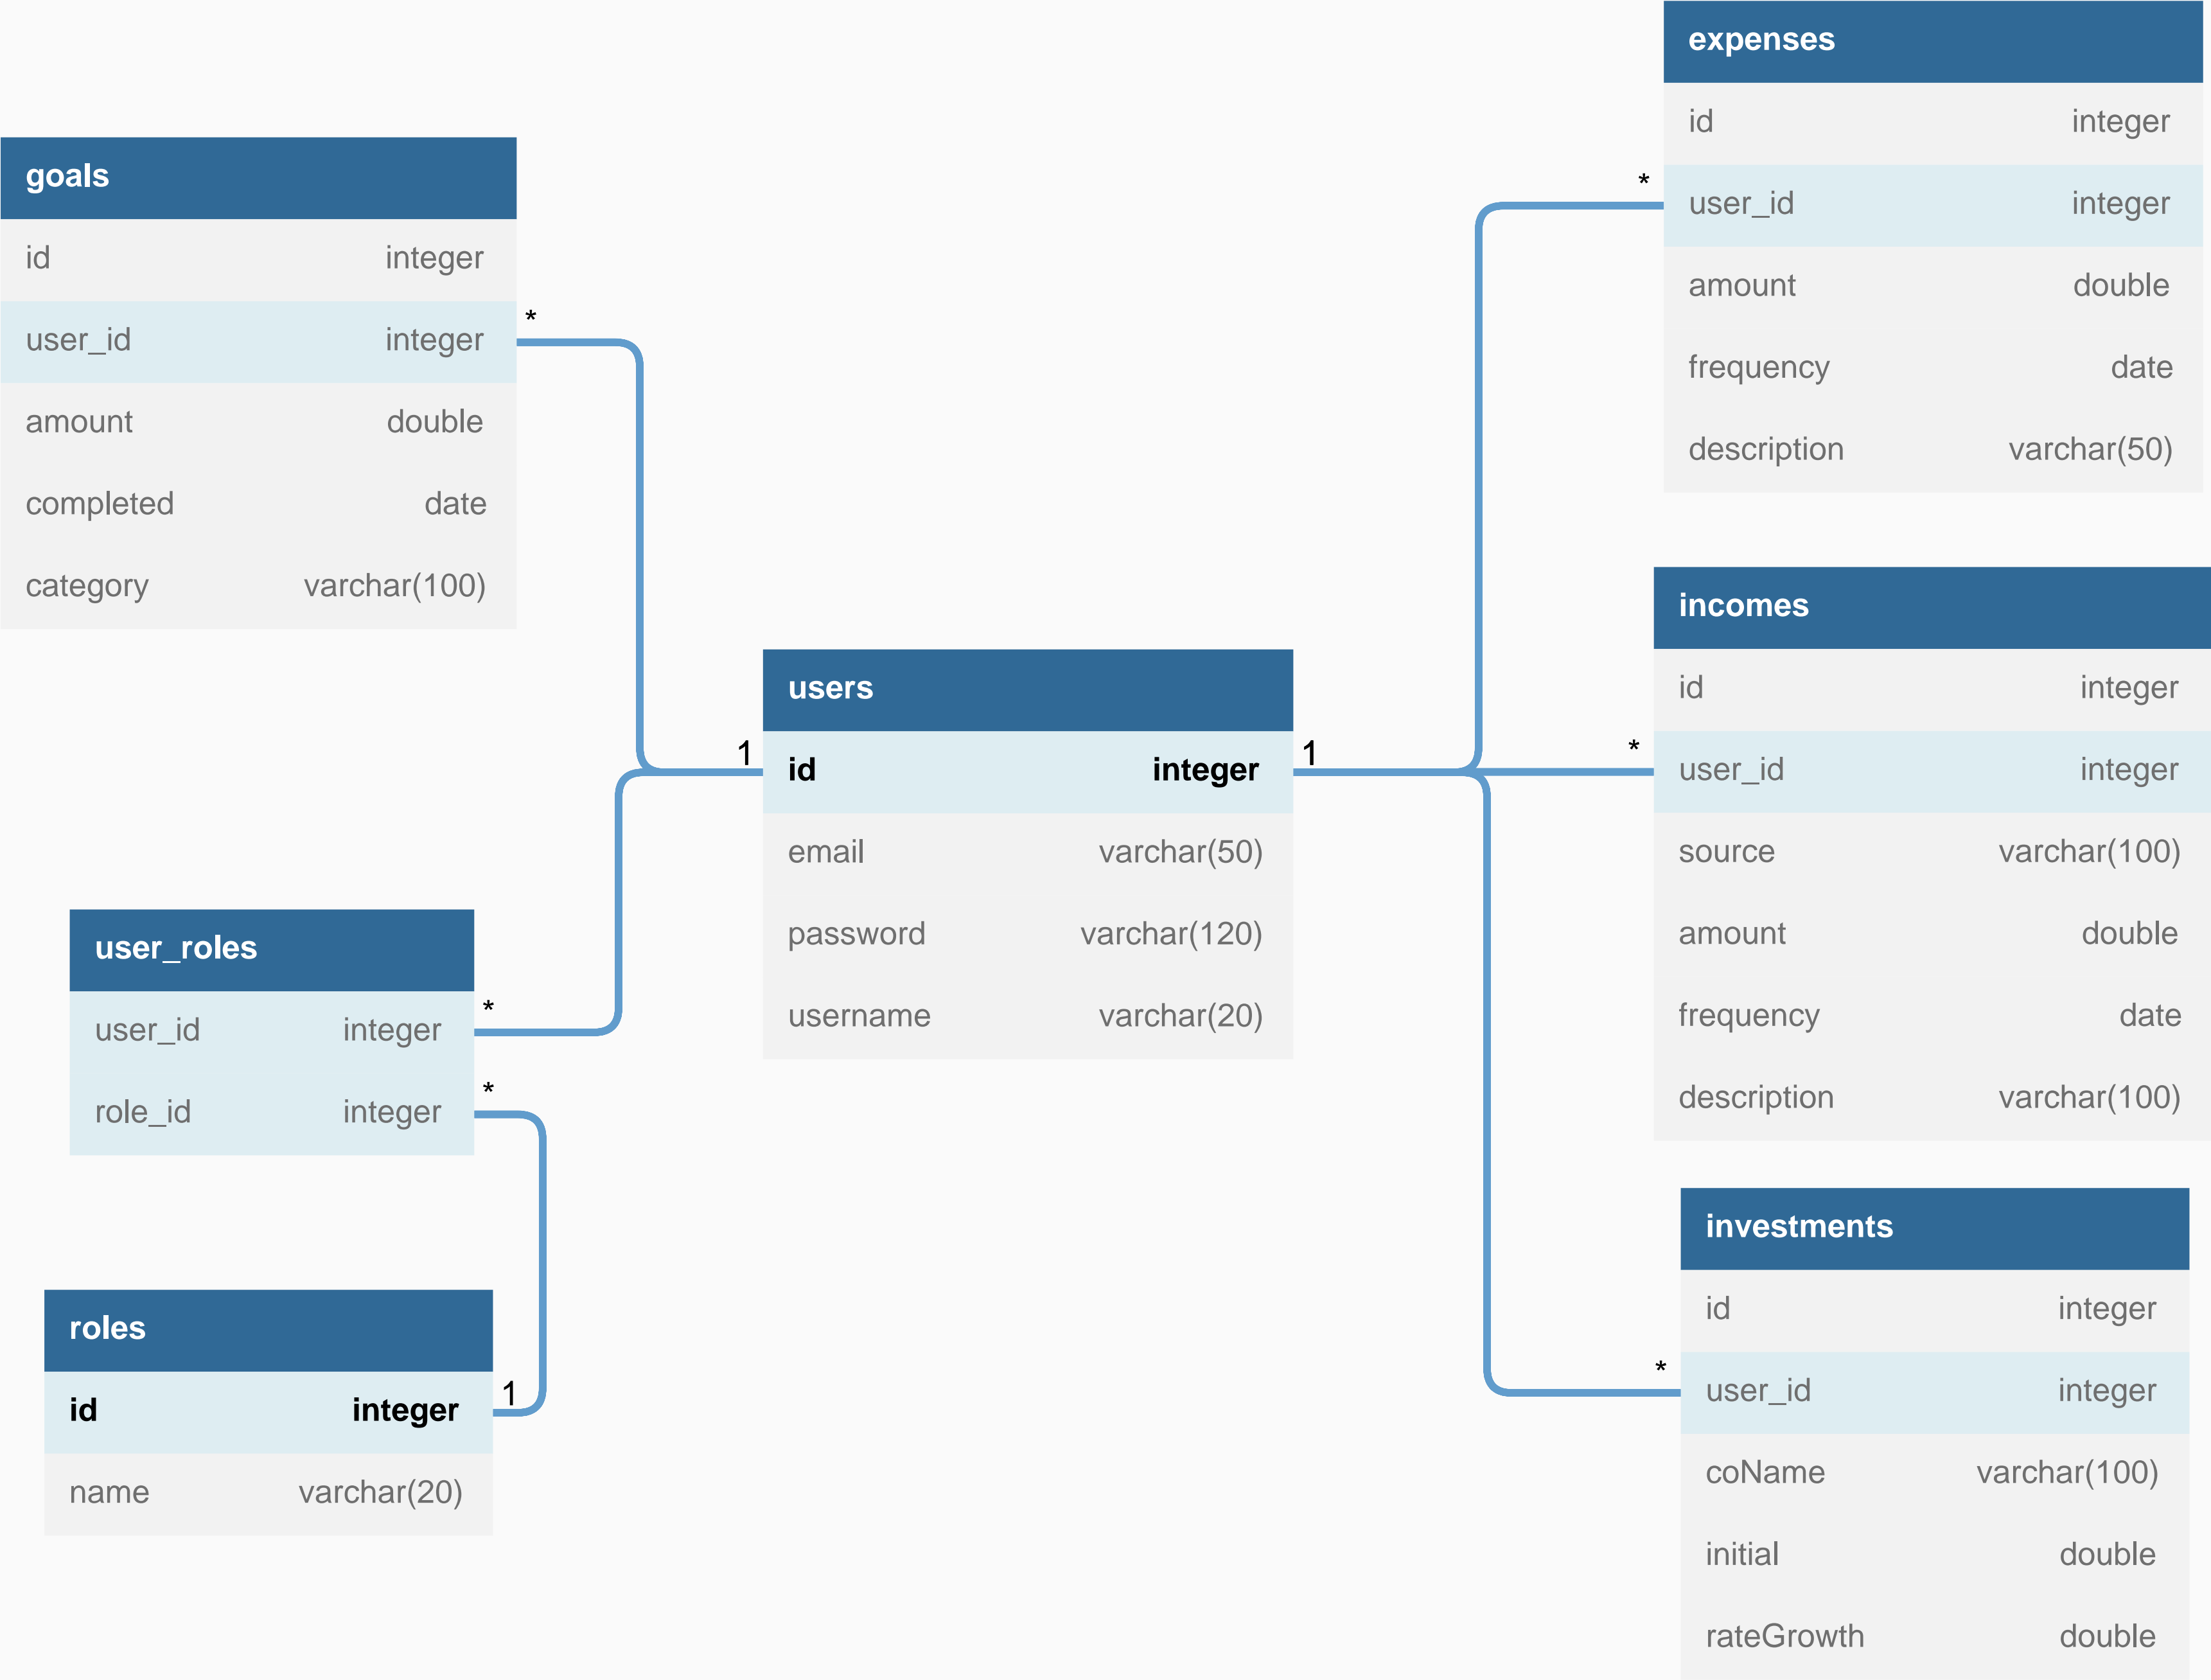 goals
id integer
user_id integer
amount double
completed date
category varchar(100)
*
user_roles
user_id integer
role_id integer
*
*
roles
id integer
name varchar(20)
1
users
id integer
email varchar(50)
password varchar(120)
username varchar(20)
1
1
expenses
id integer
user_id integer
amount double
frequency date
description varchar(50)
*
incomes
id integer
user_id integer
source varchar(100)
amount double
frequency date
description varchar(100)
*
investments
id integer
user_id integer
coName varchar(100)
initial double
rateGrowth double
*